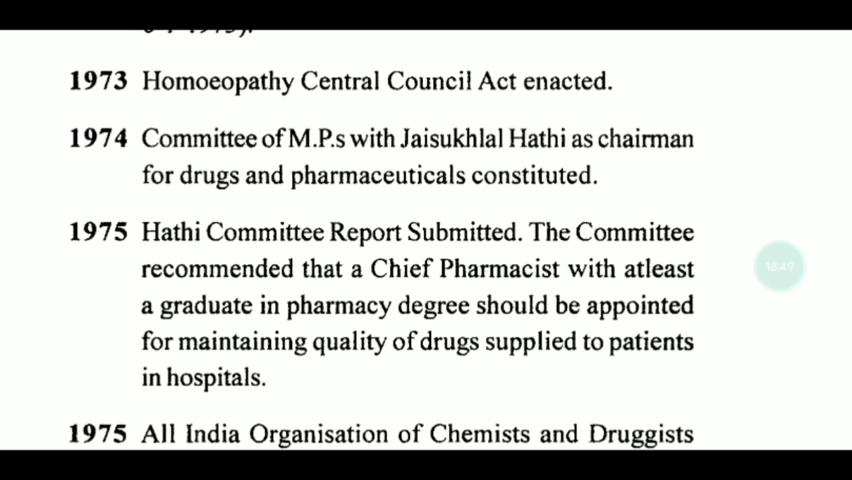 1973 Homoeopathy Central Council Act enacted.
1974 Committee of M.P.s with Jaisukhlal Hathi as chairman
for drugs and pharmaceuticals constituted.
1975 Hathi Committee Report Submitted. The Committee
recommended that a Chief Pharmacist with atleast
a graduate in pharmacy degree should be appointed
for maintaining quality of drugs supplied to patients
in hospitals.
1975 All India Organisation of Chemists and Druggists
18:49